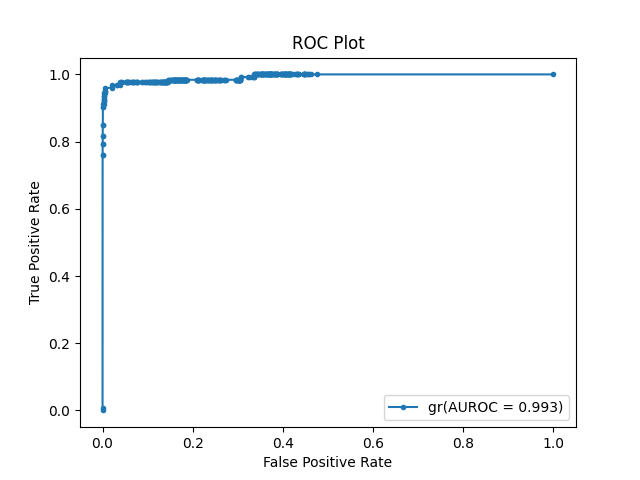 ROC Plot
True Positive Rate
1.0
0.8
0.6
0.4
0.2
0.0
gr(AUROC = 0.993)
0.0 0.2 0.4 0.6 0.8 1.0
False Positive Rate